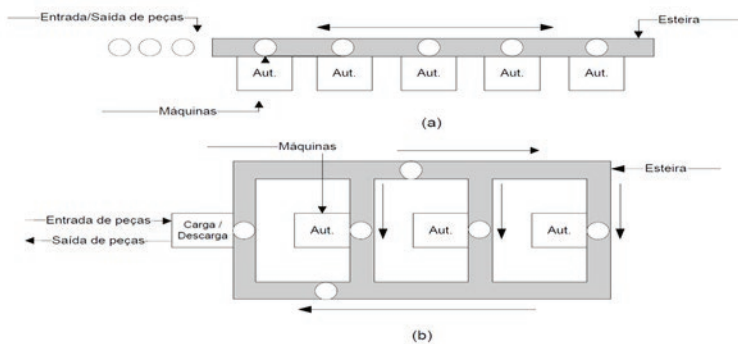 Entrada/Saída de peças
Esteira
Aut.
Aut.
Aut.
Aut.
Aut.
Máquinas
(a)
Máquinas
Esteira
Entrada de peças
Saída de peças
Carga /
Descarga
Aut.
Aut.
Aut.
(b)